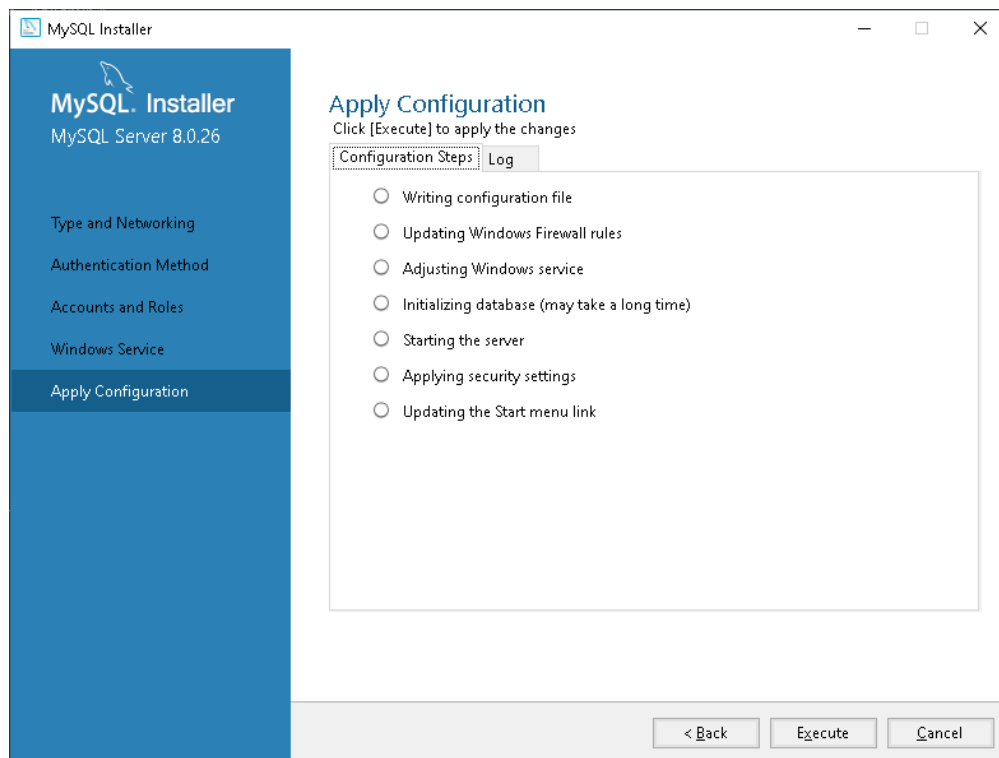 MySQL Installer
MySQL. Installer
MySQL Server 8.0.26
Type and Networking
Authentication Method
Accounts and Roles
Windows Service
Apply Configuration
Apply Configuration
Click [Execute] to apply the changes
Configuration Steps Log
Writing configuration file
Updating Windows Firewall rules
Adjusting Windows service
Initializing database (may take a long time)
Starting the server
Applying security settings
Updating the Start menu link
< Back Execute Cancel